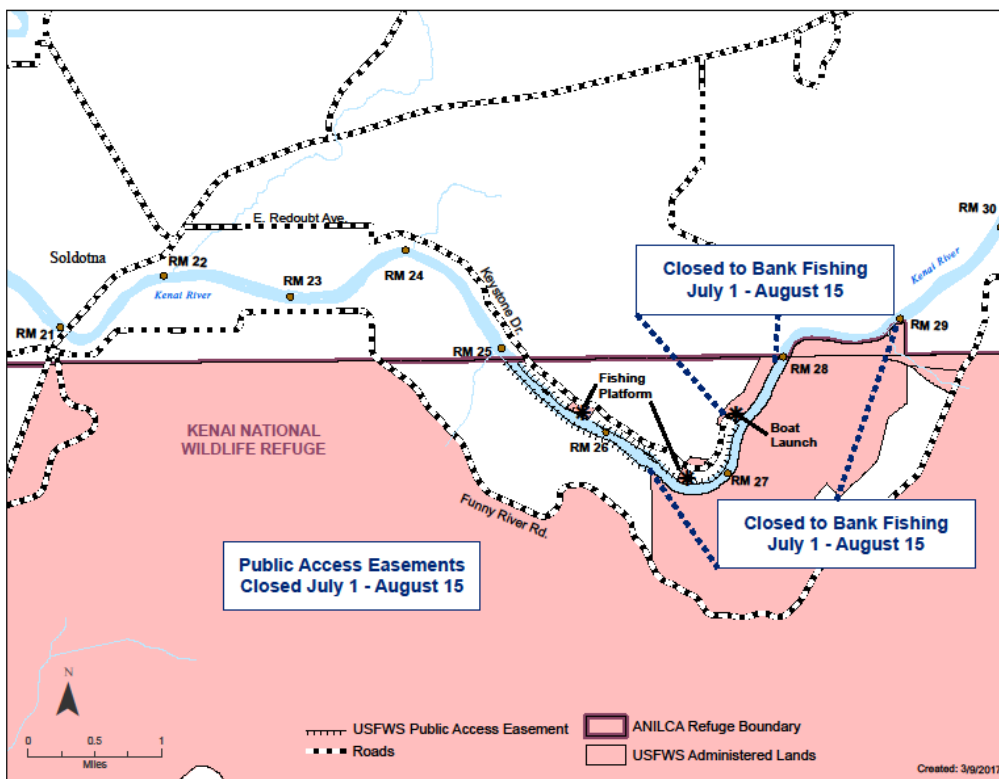 RM 30
Kenai River
E. Redoubt Ave.
Soldotna
RM 22
Closed to Bank Fishing
July 1 - August 15
RM 24
Keystone Dr.
Kenai River
RM 23
RM 21
RM 29
RM 25
RM 28
Fishing
Platform
KENAI NATIONAL
WILDLIFE REFUGE
RM 26
Boat
Launch
RM 27
Funny River Rd.
Closed to Bank Fishing
July 1 - August 15
Public Access Easements
Closed July 1 - August 15
N
0 0.5 1
Miles
USFWS Public Access Easement
Roads
ANILCA Refuge Boundary
USFWS Administered Lands
Created: 3/9/2017